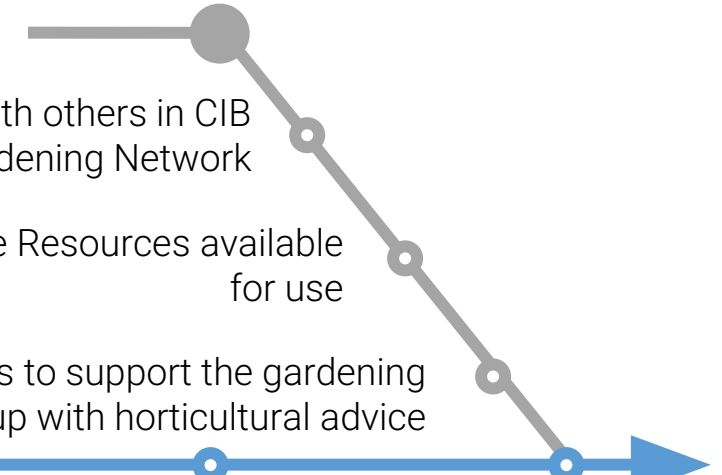 th others in CIB
dening Network
e Resources available
for use
s to support the gardening
up with horticultural advice